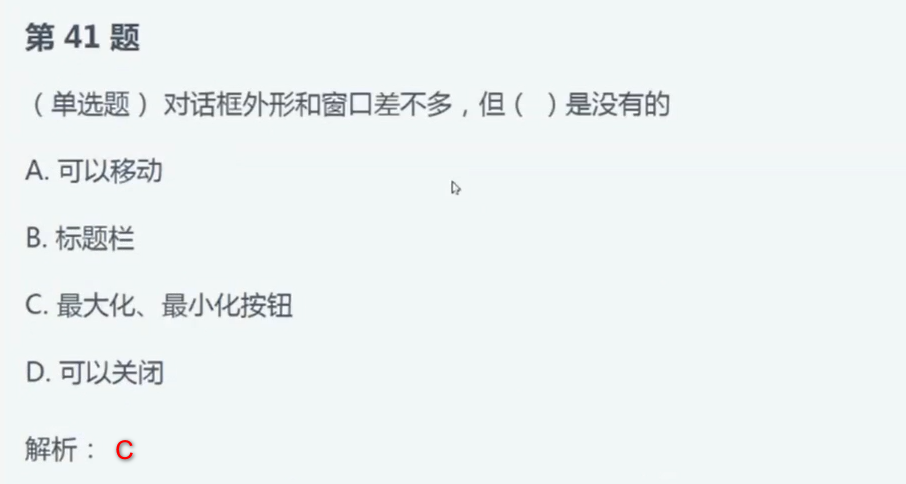 第 41 题
（单选题）对话框外形和窗口差不多，但（ ）是没有的
A. 可以移动
B. 标题栏
C. 最大化、最小化按钮
D. 可以关闭
解析： C